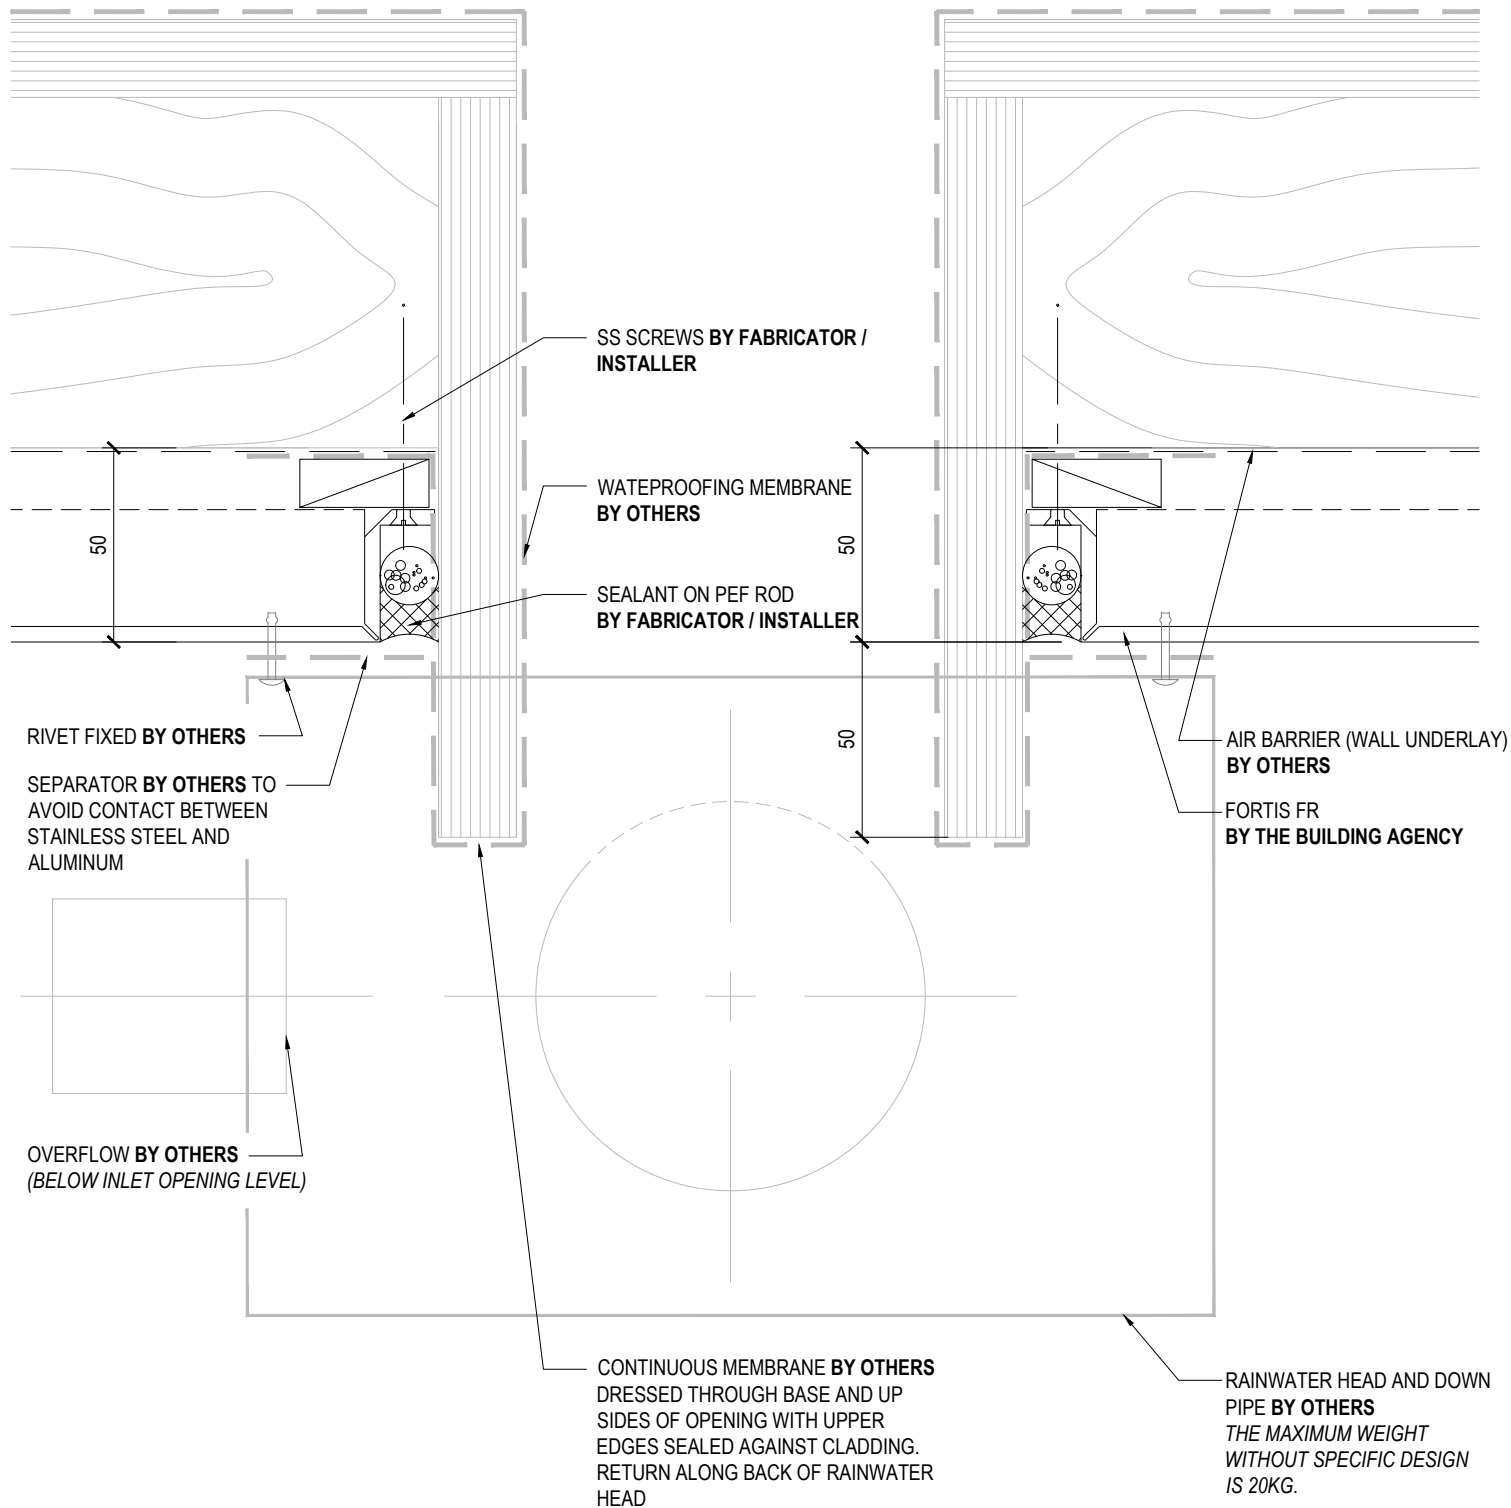 SS SCREWS BY FABRICATOR /
INSTALLER
WATEPROOFING MEMBRANE
BY OTHERS
50
50
SEALANT ON PEF ROD
BY FABRICATOR / INSTALLER
50
RIVET FIXED BY OTHERS
SEPARATOR BY OTHERS TO
AVOID CONTACT BETWEEN
STAINLESS STEEL AND
ALUMINUM
AIR BARRIER (WALL UNDERLAY)
BY OTHERS
FORTIS FR
BY THE BUILDING AGENCY
OVERFLOW BY OTHERS
(BELOW INLET OPENING LEVEL)
CONTINUOUS MEMBRANE BY OTHERS
DRESSED THROUGH BASE AND UP
SIDES OF OPENING WITH UPPER
EDGES SEALED AGAINST CLADDING.
RETURN ALONG BACK OF RAINWATER
HEAD
RAINWATER HEAD AND DOWN
PIPE BY OTHERS
THE MAXIMUM WEIGHT
WITHOUT SPECIFIC DESIGN
IS 20KG.